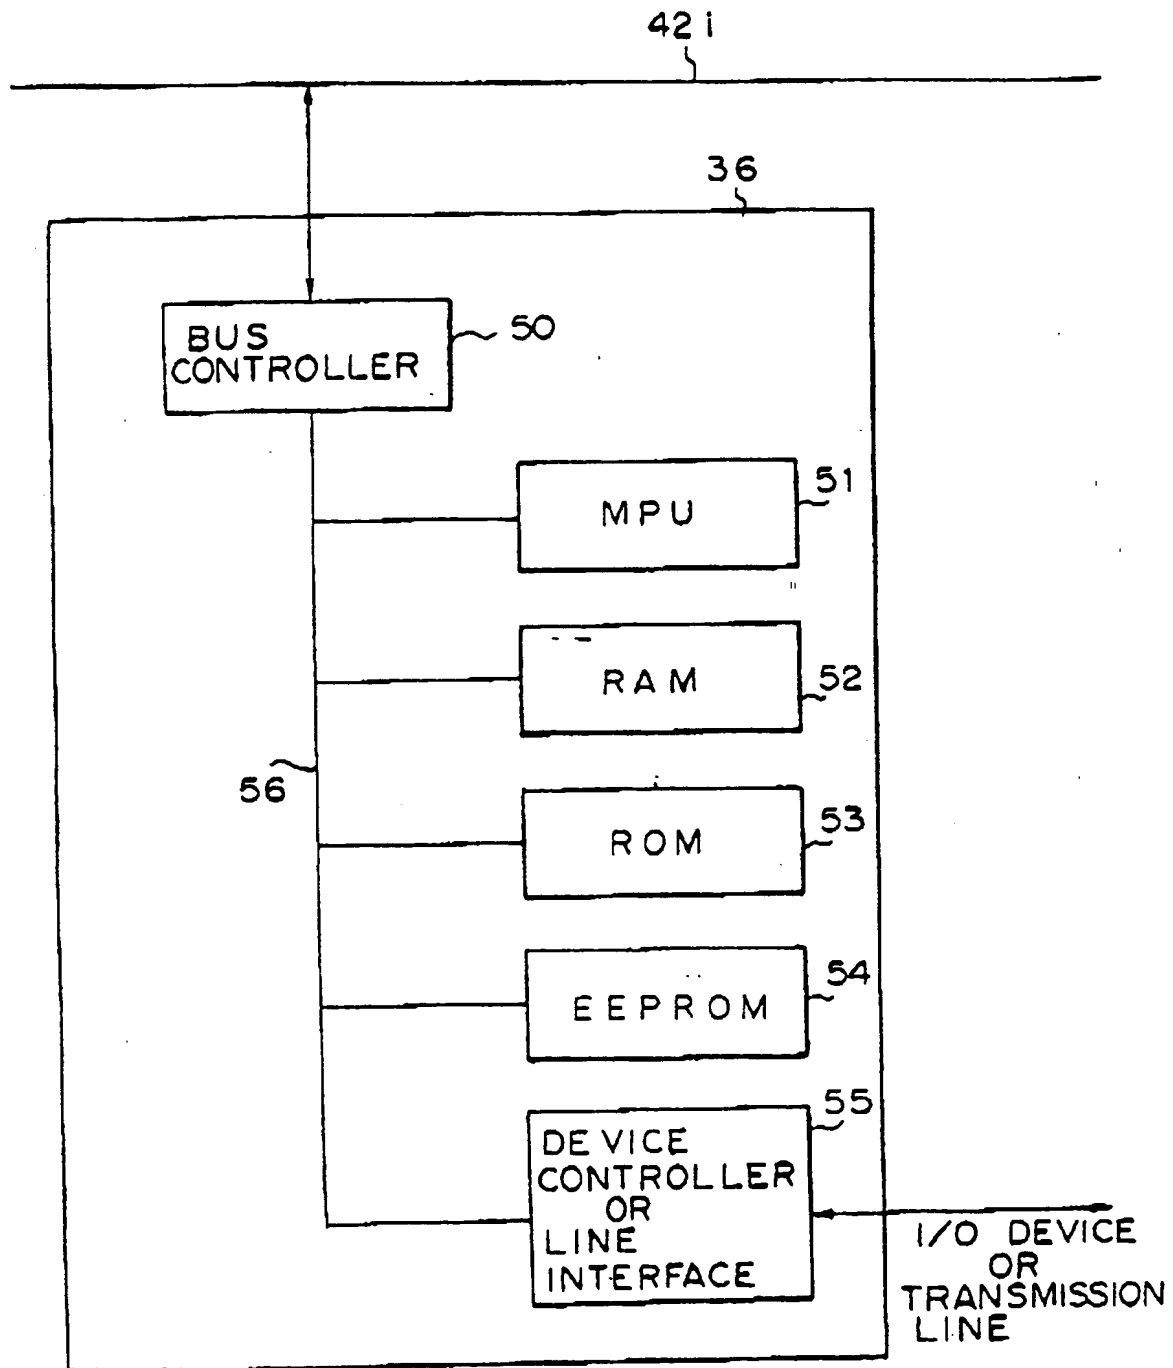 42 i
36
BUS
CONTROLLER
50
MPU
51
RAM
52
56
ROM
53
EEPROM
54
DEVICE
CONTROLLER
OR
LINE
INTERFACE
55
I/O DEVICE
OR
TRANSMISSION
LINE